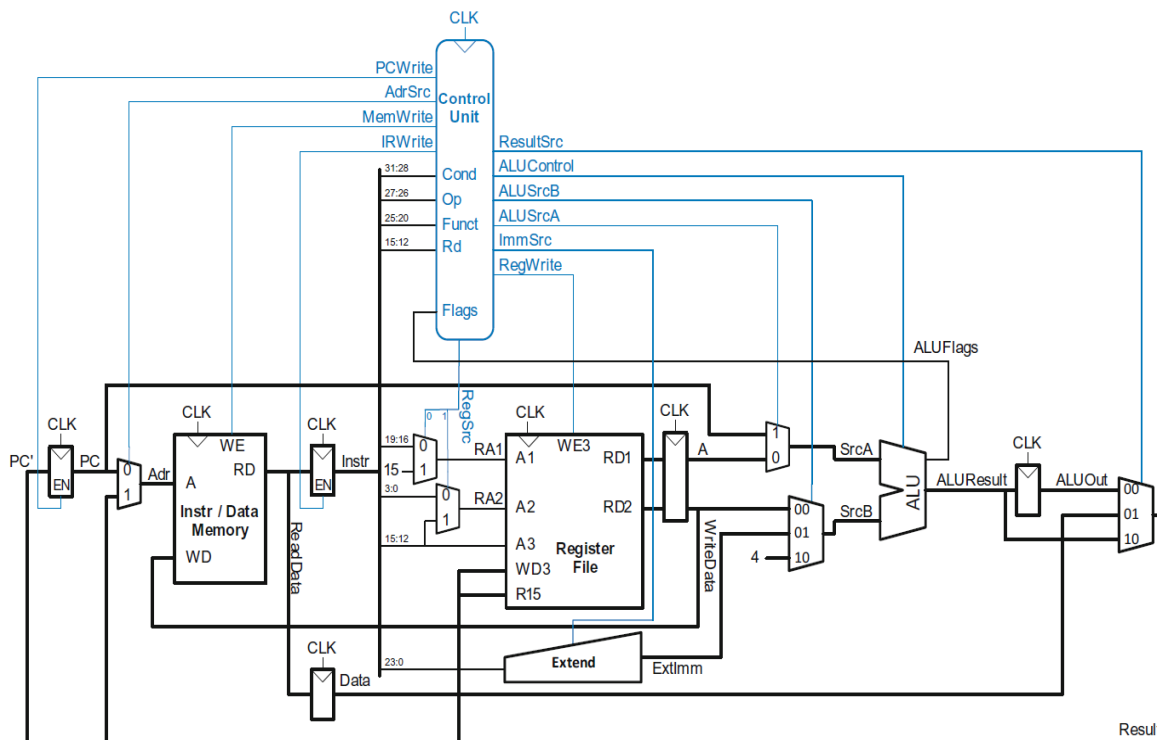 CLK
PCWrite
AdrSrc
MemWrite
IRWrite
Control
Unit
ResultSrc
ALUControl
ALUSrcB
ALUSrcA
ImmSrc
RegWrite
31:28
Cond
27:26
Op
25:20
Funct
15:12
Rd
Flags
ALUFlags
RegSrc
0 1
CLK
PC'
PC
EN
0
1
Adr
CLK
WE
RD
A
Instr / Data
Memory
WD
ReadData
CLK
EN
Instr
19:16
15
3:0
15:12
0
1
RA1
0
1
RA2
CLK
WE3
A1
RD1
A2
RD2
A3
WD3
R15
Register
File
CLK
A
WriteData
1
0
SrcA
00
01
10
4
SrcB
ALU
ALUResult
CLK
ALUOut
00
01
10
23:0
Extend
ExtImm
CLK
Data
Resul